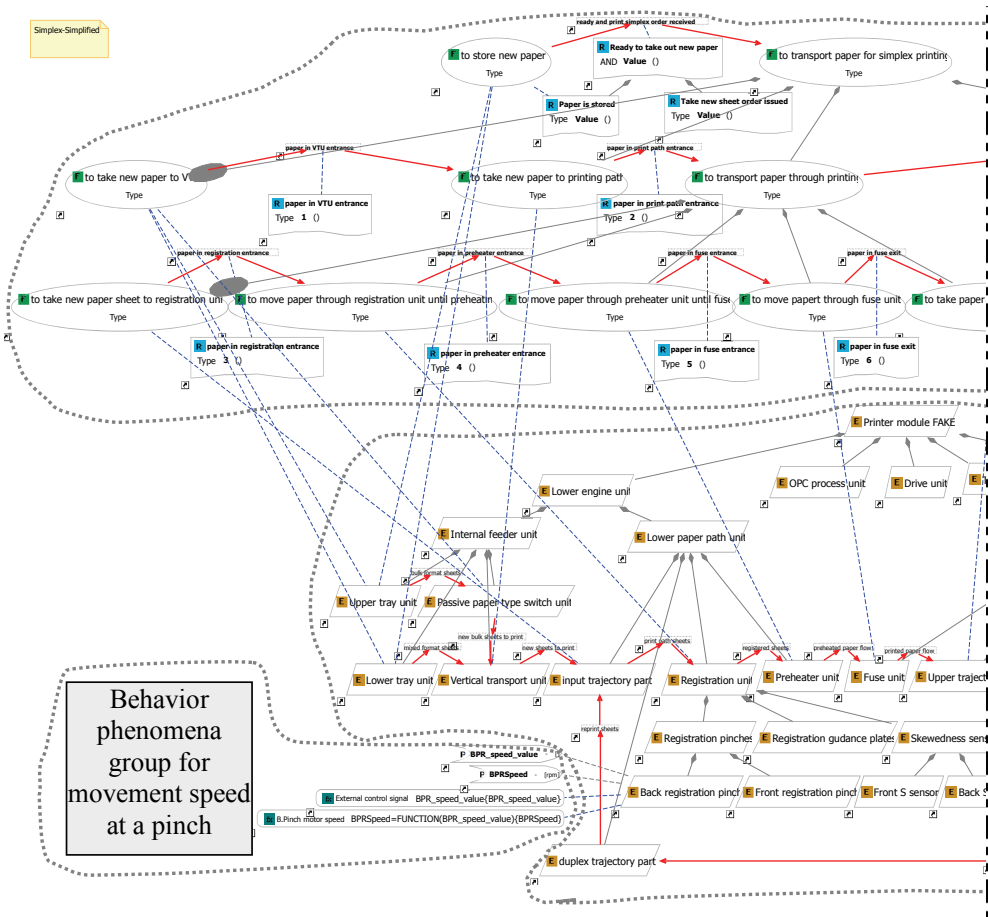 Simplex-Simplified
ready and print simplex order received
F to store new paper
Type
R Ready to take out new paper
AND Value ()
F to transport paper for simplex printing
Type
R Paper is stored
Type Value ()
R Take new sheet order issued
Type Value ()
paper in VTU entrance
paper in print path entrance
F to take new paper to V
Type
F to take new paper to printing path
Type
F to transport paper through printing
Type
R paper in VTU entrance
Type 1 ()
R paper in print path entrance
Type 2 ()
paper in registration entrance
paper in preheater entrance
paper in fuse entrance
paper in fuse exit
F to take new paper sheet to registration uni
Type
F to move paper through registration unit until preheatin
Type
F to move paper through preheater unit until fuse
Type
F to move papert through fuse unit
Type
F to take paper
Type
R paper in registration entrance
Type 3 ()
R paper in preheater entrance
Type 4 ()
R paper in fuse entrance
Type 5 ()
R paper in fuse exit
Type 6 ()
E Printer module FAKE
E OPC process unit
E Drive unit
E
E Lower engine unit
E Internal feeder unit
E Lower paper path unit
bulk format sheets
E Upper tray unit
E Passive paper type switch unit
new bulk sheets to print
mixed format sheets
new sheets to print
print path sheets
registered sheets
preheated paper flow
printed paper flow
E Lower tray unit
E Vertical transport unit
E input trajectory part
E Registration unit
E Preheater unit
E Fuse unit
E Upper traject
reprint sheets
E Registration pinches
E Registration gudance plates
E Skewedness sens
P BPR_speed_value -
P BPRSpeed - [rpm]
fx External control signal BPR_speed_value{BPR_speed_value}
fx B.Pinch motor speed BPRSpeed=FUNCTION(BPR_speed_value){BPRSpeed}
E Back registration pinch
E Front registration pinch
E Front S sensor
E Back S
E duplex trajectory part
Behavior
phenomena
group for
movement speed
at a pinch